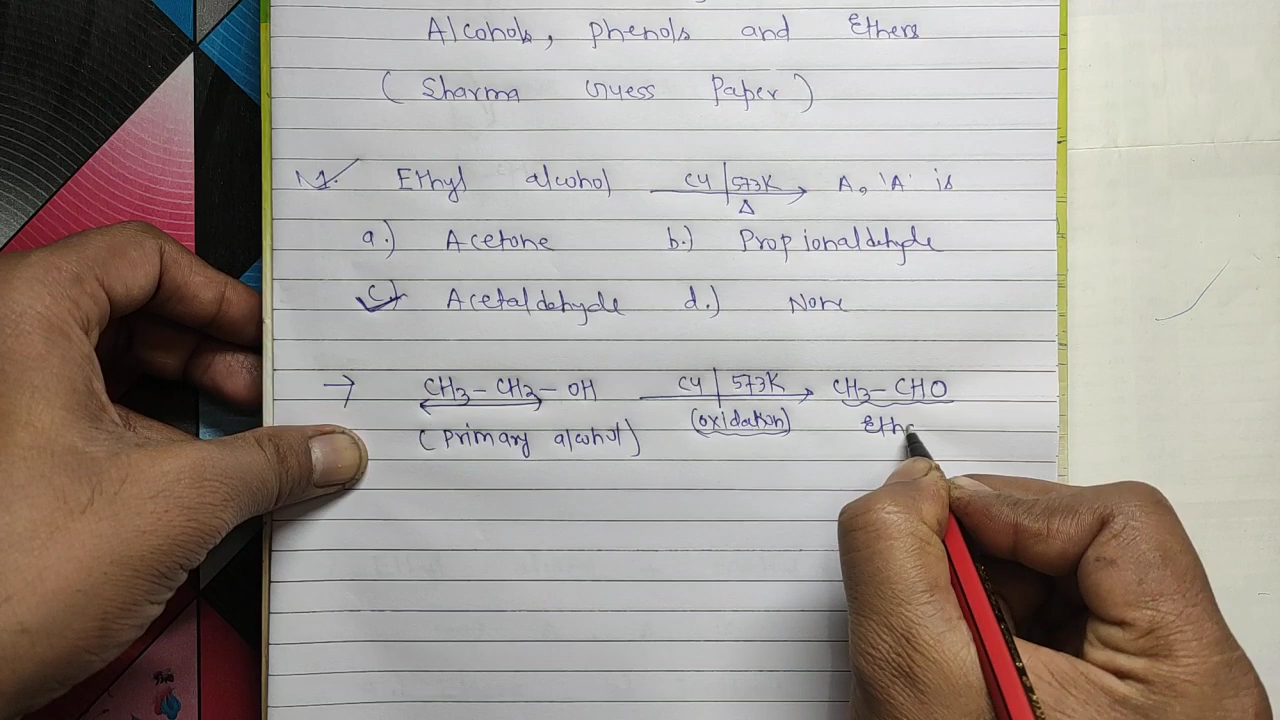 Alcohols, phenols and Ethers
(Sharma Guess Paper)
1. Ethyl alcohol Cu | 573K Δ → A, 'A' is
a.) Acetone b.) Propionaldehyde
c.) Acetaldehyde d.) None
→ CH3 - CH2 - OH Cu | 573K → CH3 - CHO
(Primary alcohol) (oxidation) Etha